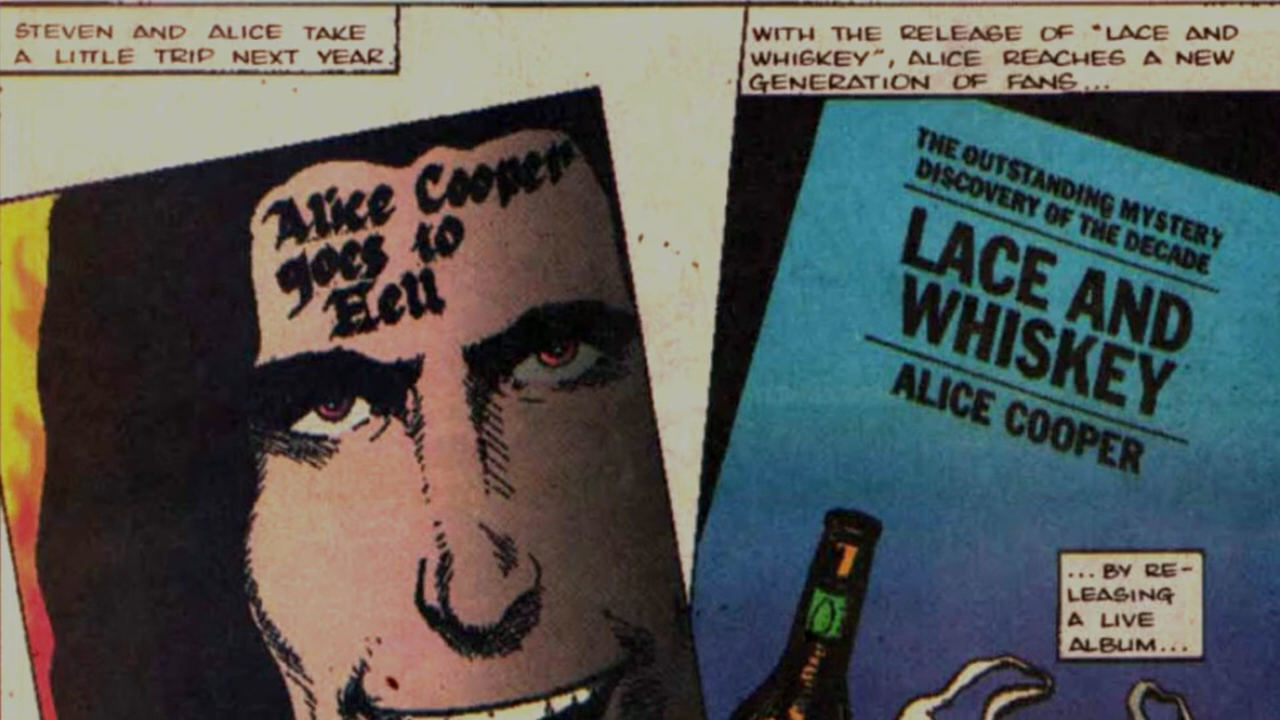 STEVEN AND ALICE TAKE
A LITTLE TRIP NEXT YEAR.
Alice Cooper
goes to
Hell
WITH THE RELEASE OF "LACE AND
WHISKEY", ALICE REACHES A NEW
GENERATION OF FANS...
THE OUTSTANDING MYSTERY
DISCOVERY OF THE DECADE
LACE AND
WHISKEY
ALICE COOPER
1
...BY RE-
LEASING
A LIVE
ALBUM...